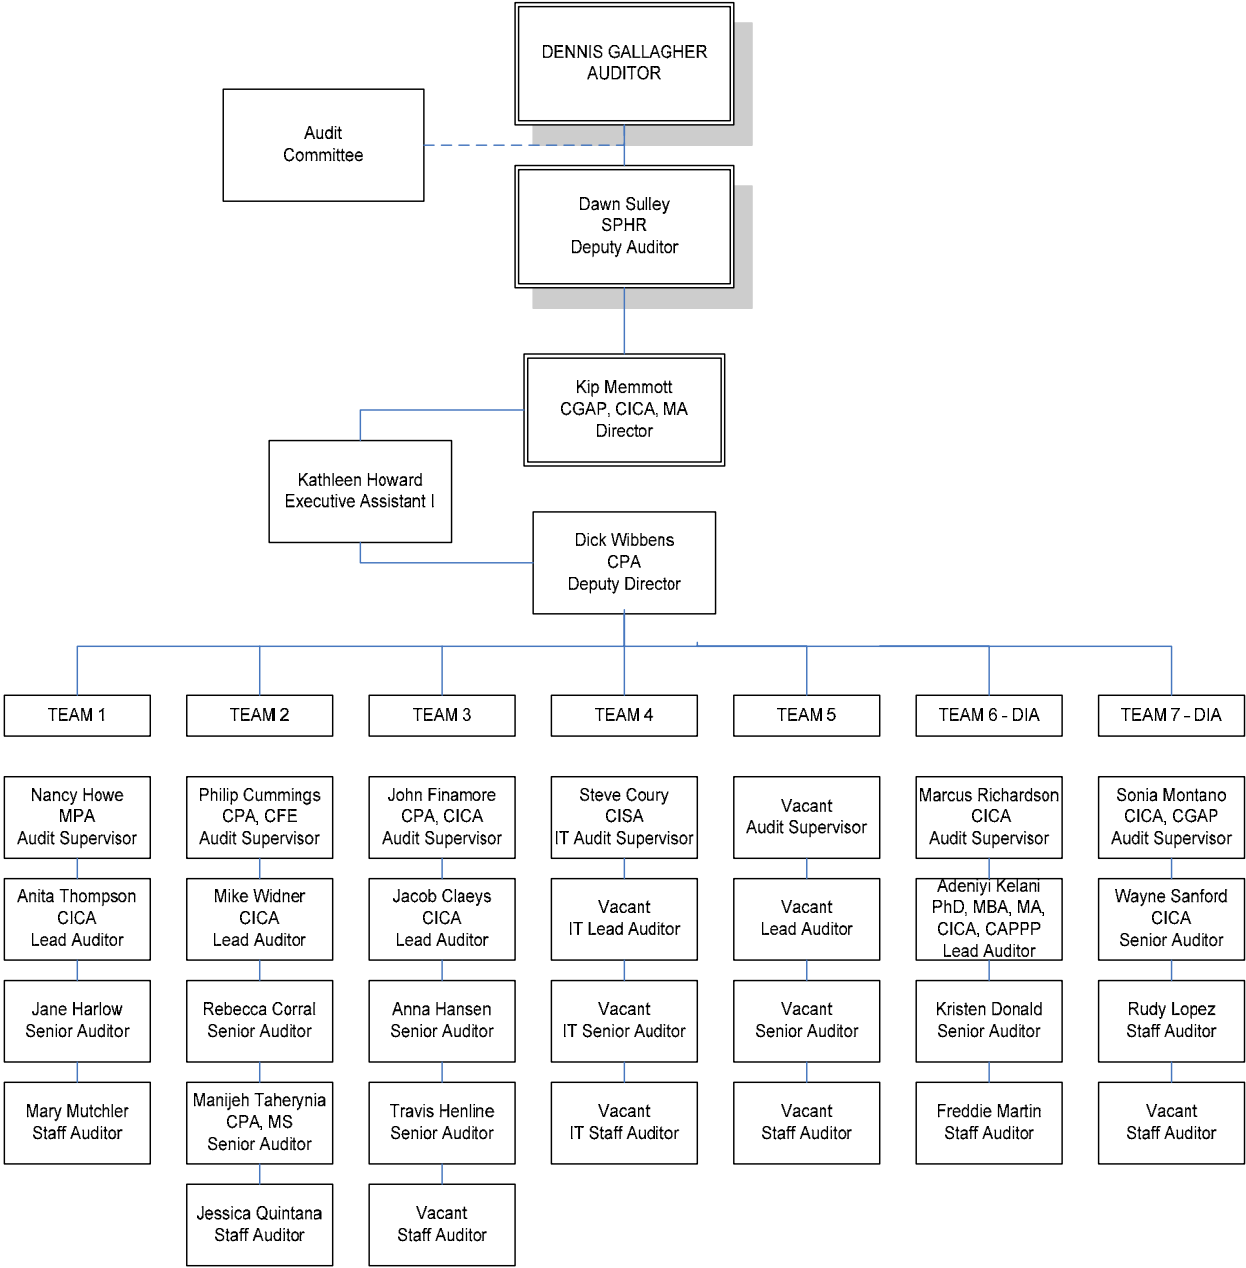 DENNIS GALLAGHER
AUDITOR
Audit
Committee
Dawn Sulley
SPHR
Deputy Auditor
Kip Memmott
CGAP, CICA, MA
Director
Kathleen Howard
Executive Assistant I
Dick Wibbens
CPA
Deputy Director
TEAM 1
TEAM 2
TEAM 3
TEAM 4
TEAM 5
TEAM 6 - DIA
TEAM 7 - DIA
Nancy Howe
MPA
Audit Supervisor
Philip Cummings
CPA, CFE
Audit Supervisor
John Finamore
CPA, CICA
Audit Supervisor
Steve Coury
CISA
IT Audit Supervisor
Vacant
Audit Supervisor
Marcus Richardson
CICA
Audit Supervisor
Sonia Montano
CICA, CGAP
Audit Supervisor
Anita Thompson
CICA
Lead Auditor
Mike Widner
CICA
Lead Auditor
Jacob Claeys
CICA
Lead Auditor
Vacant
IT Lead Auditor
Vacant
Lead Auditor
Adeniyi Kelani
PhD, MBA, MA,
CICA, CAPPP
Lead Auditor
Wayne Sanford
CICA
Senior Auditor
Jane Harlow
Senior Auditor
Rebecca Corral
Senior Auditor
Anna Hansen
Senior Auditor
Vacant
IT Senior Auditor
Vacant
Senior Auditor
Kristen Donald
Senior Auditor
Rudy Lopez
Staff Auditor
Mary Mutchler
Staff Auditor
Manijeh Taherynia
CPA, MS
Senior Auditor
Travis Henline
Senior Auditor
Vacant
IT Staff Auditor
Vacant
Staff Auditor
Freddie Martin
Staff Auditor
Vacant
Staff Auditor
Jessica Quintana
Staff Auditor
Vacant
Staff Auditor